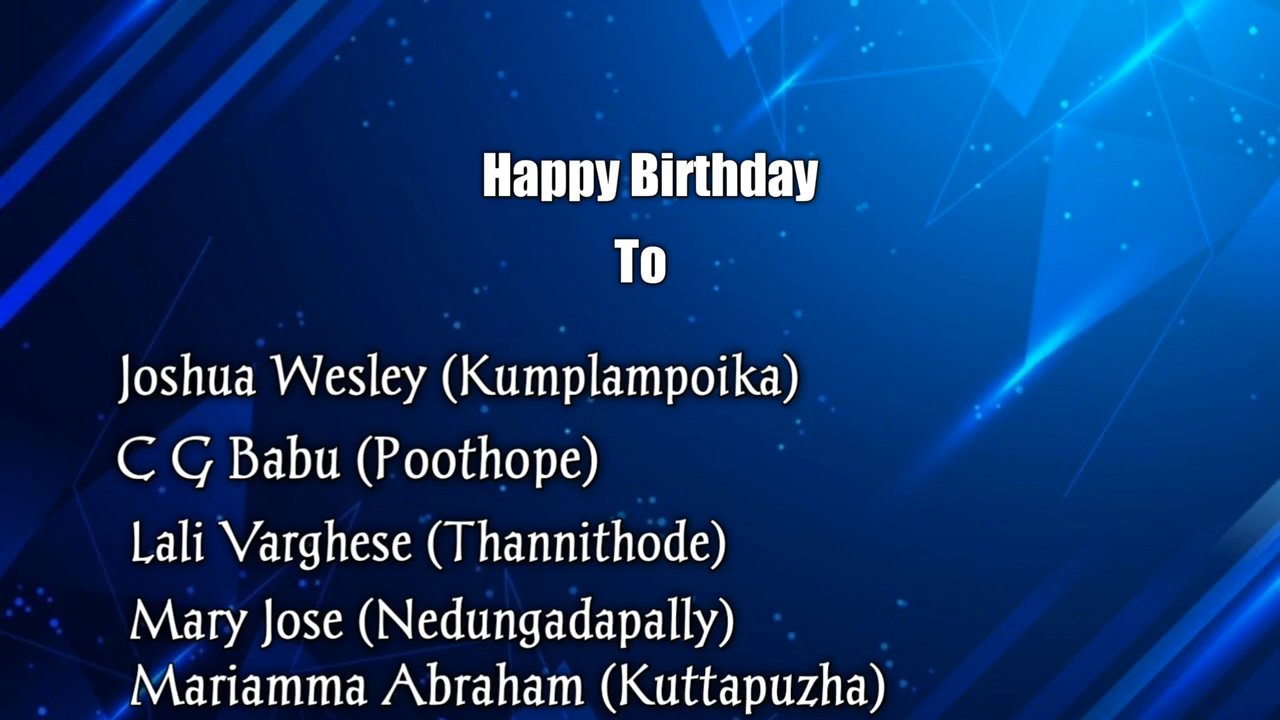 Happy Birthday
To
Joshua Wesley (Kumplampoika)
C G Babu (Poothope)
Lali Varghese (Thannithode)
Mary Jose (Nedungadapally)
Mariamma Abraham (Kuttapuzha)